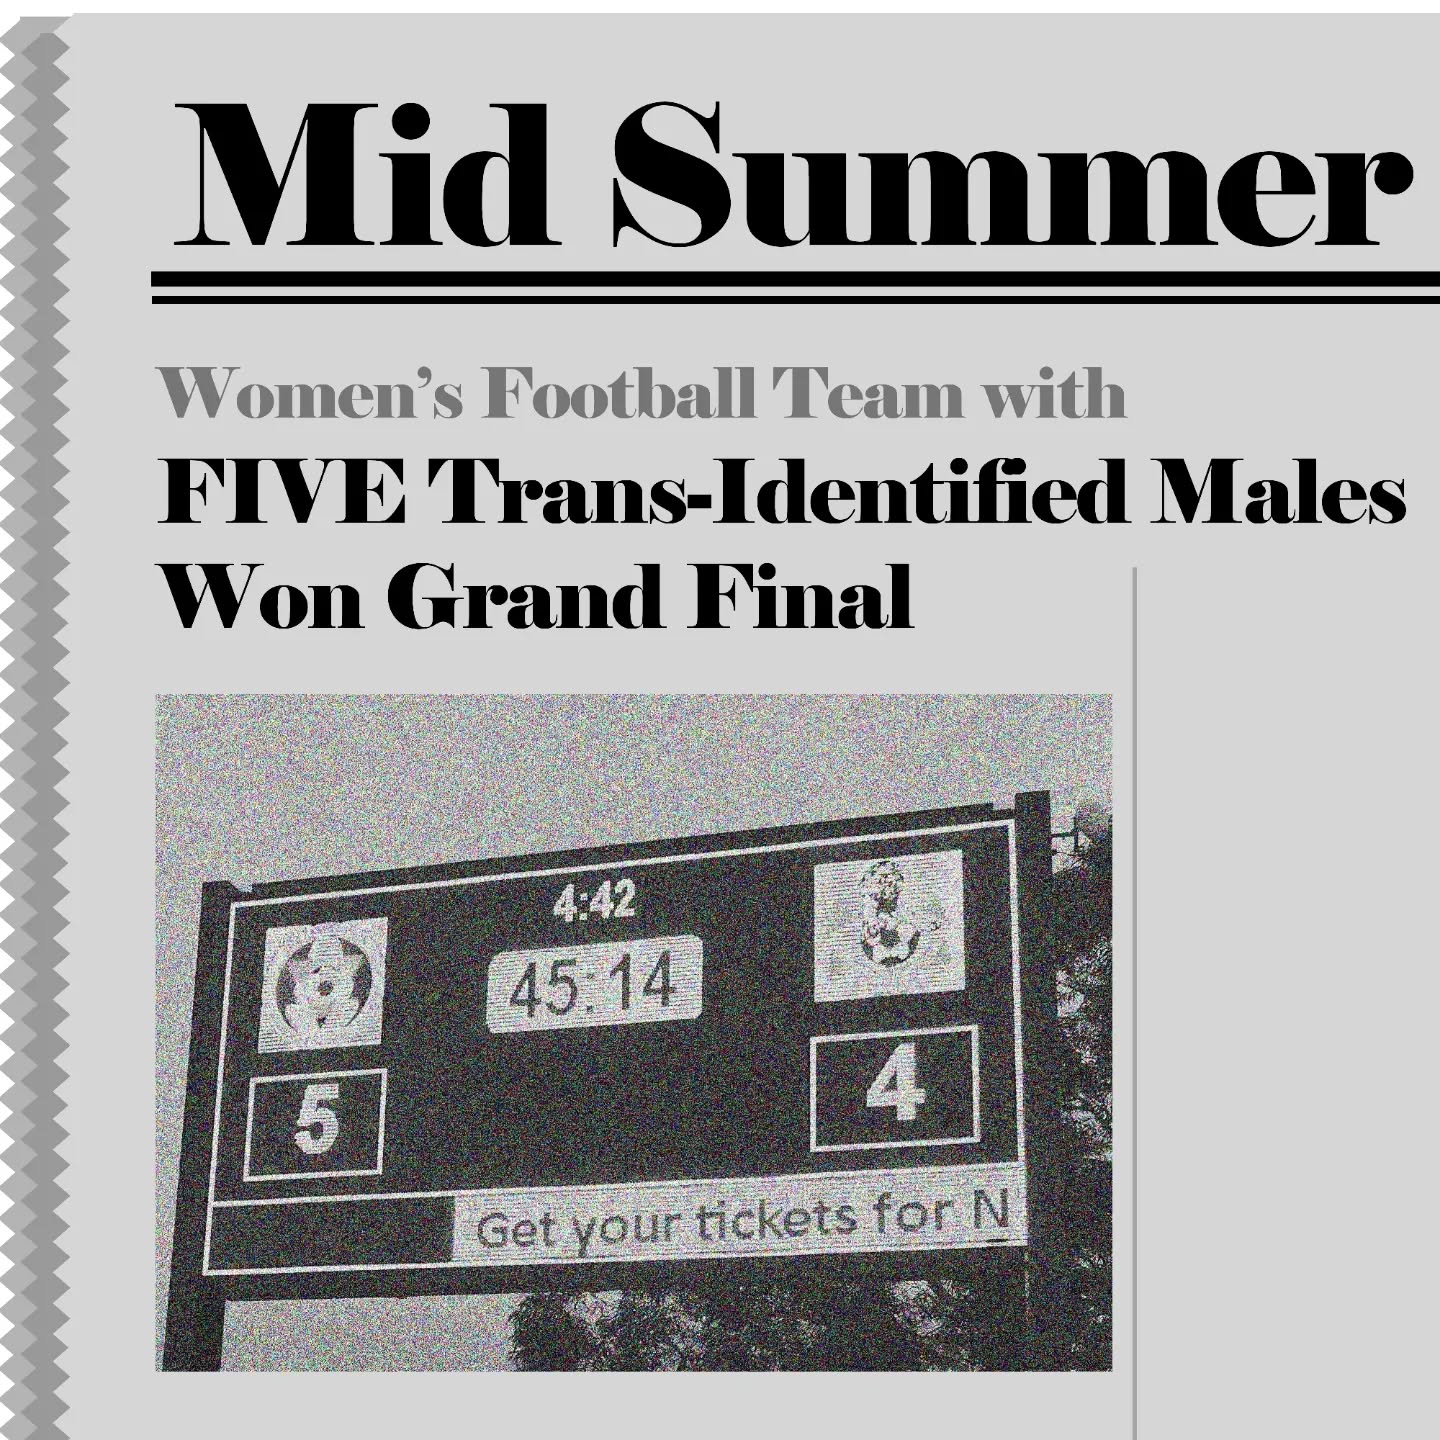 Mid Summer
Women’s Football Team with
FIVE Trans-Identified Males
Won Grand Final
4:42
45:14
5
4
Get your tickets for N